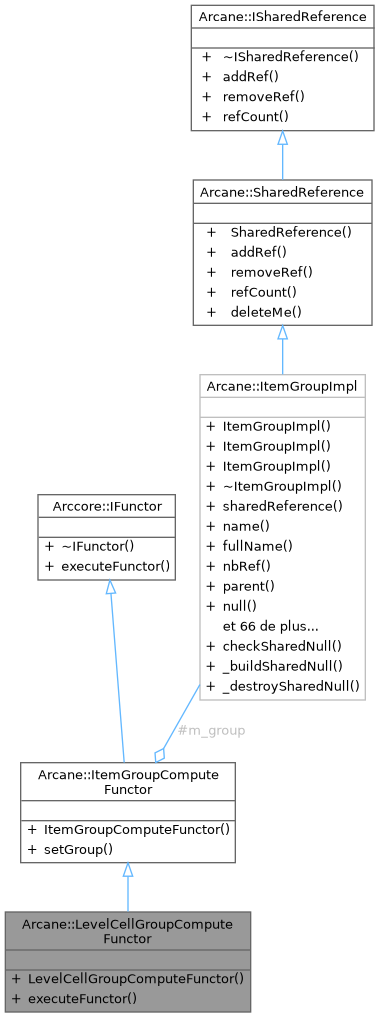 Arcane::ISharedReference
+ ~ISharedReference()
+ addRef()
+ removeRef()
+ refCount()
Arcane::SharedReference
+ SharedReference()
+ addRef()
+ removeRef()
+ refCount()
+ deleteMe()
Arcane::ItemGroupImpl
+ ItemGroupImpl()
+ ItemGroupImpl()
+ ItemGroupImpl()
+ ~ItemGroupImpl()
+ sharedReference()
+ name()
+ fullName()
+ nbRef()
+ parent()
+ null()
et 66 de plus...
+ checkSharedNull()
+ _buildSharedNull()
+ _destroySharedNull()
Arccore::IFunctor
+ ~IFunctor()
+ executeFunctor()
#m_group
Arcane::ItemGroupCompute
Functor
+ ItemGroupComputeFunctor()
+ setGroup()
Arcane::LevelCellGroupCompute
Functor
+ LevelCellGroupComputeFunctor()
+ executeFunctor()